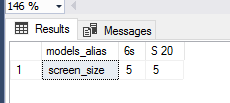 146 %
Results Messages
models_alias 6s S 20
1 screen_size 5 5